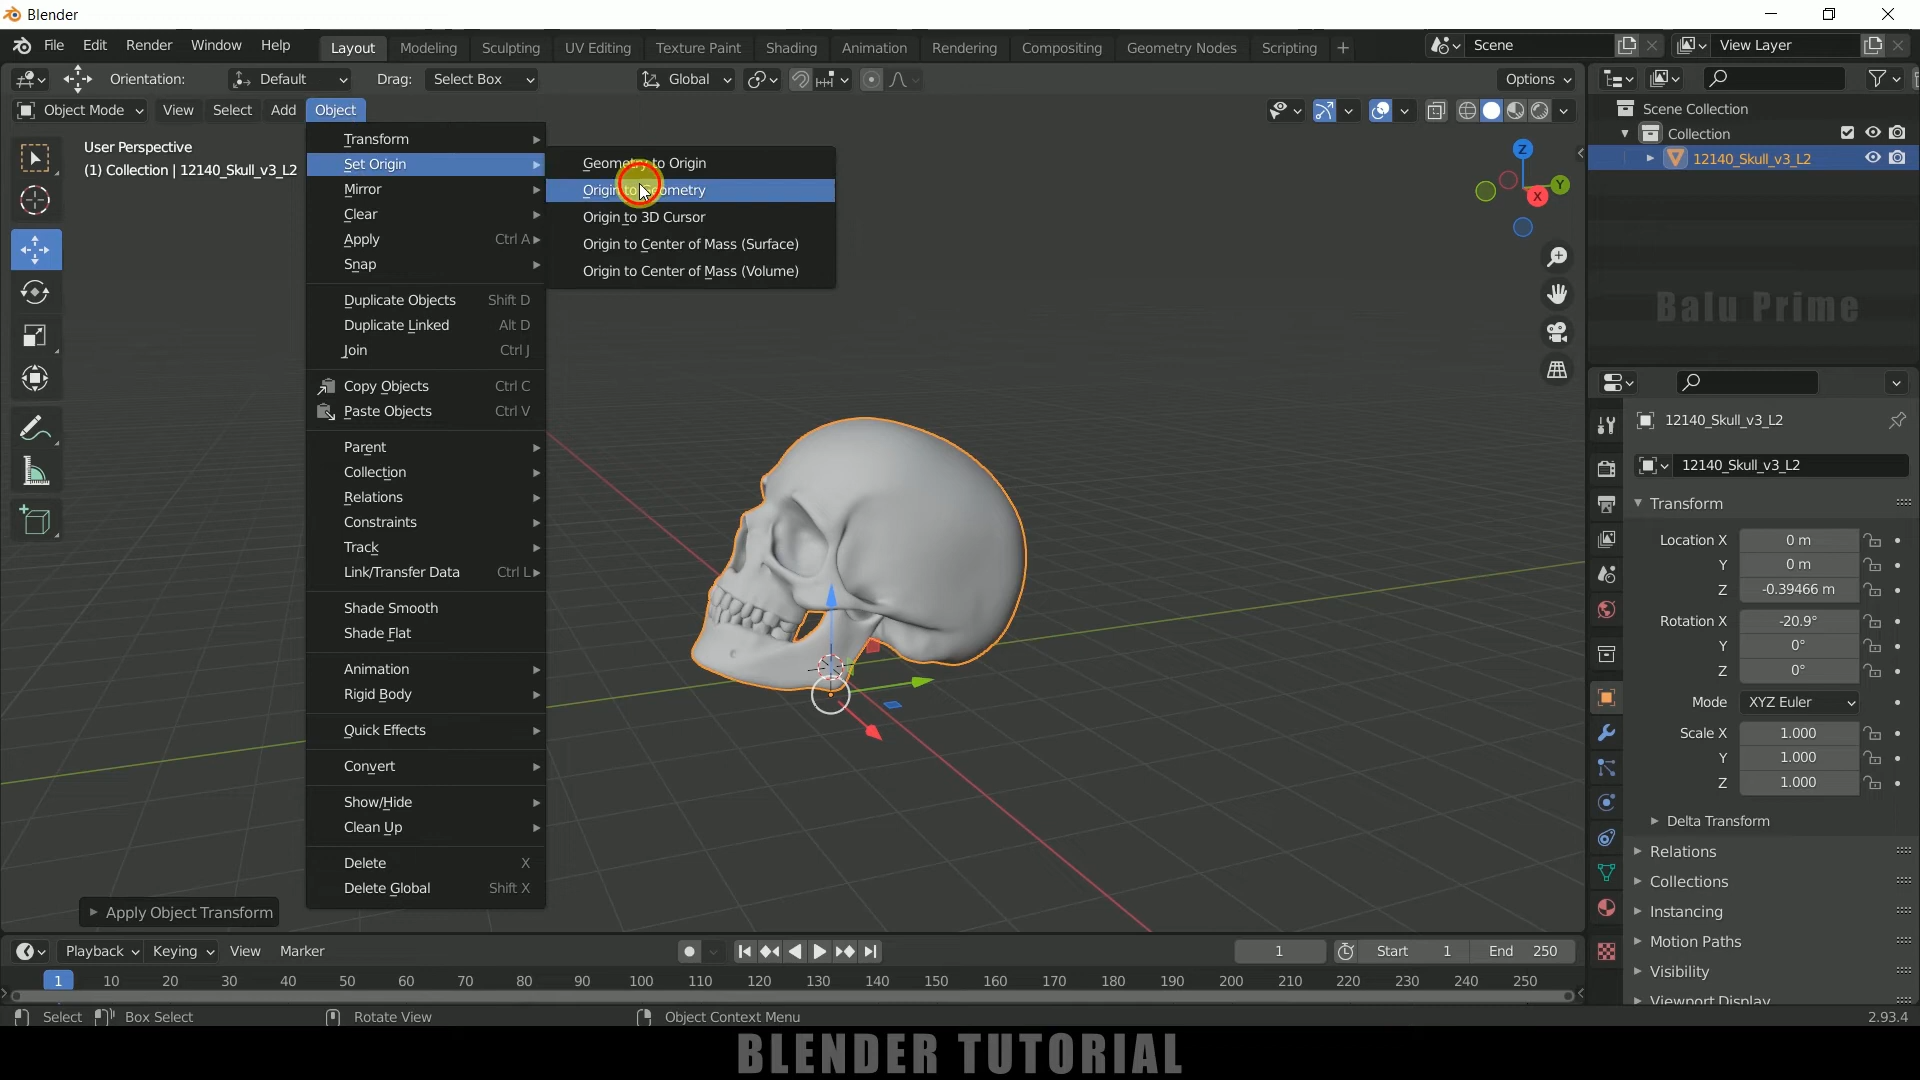 Blender
File Edit Render Window Help Layout Modeling Sculpting UV Editing Texture Paint Shading Animation Rendering Compositing Geometry Nodes Scripting + Scene View Layer
Orientation: Default Drag: Select Box Global Options
Object Mode View Select Add Object
User Perspective
(1) Collection | 12140_Skull_v3_L2
Transform
Set Origin
Mirror
Clear
Apply Ctrl A
Snap
Duplicate Objects Shift D
Duplicate Linked Alt D
Join Ctrl J
Copy Objects Ctrl C
Paste Objects Ctrl V
Parent
Collection
Relations
Constraints
Track
Link/Transfer Data Ctrl L
Shade Smooth
Shade Flat
Animation
Rigid Body
Quick Effects
Convert
Show/Hide
Clean Up
Delete X
Delete Global Shift X
Geometry to Origin
Origin to Geometry
Origin to 3D Cursor
Origin to Center of Mass (Surface)
Origin to Center of Mass (Volume)
Z
Y
X
Scene Collection
Collection
12140_Skull_v3_L2
Balu Prime
12140_Skull_v3_L2
12140_Skull_v3_L2
Transform
Location X 0 m
Y 0 m
Z -0.39466 m
Rotation X -20.9°
Y 0°
Z 0°
Mode XYZ Euler
Scale X 1.000
Y 1.000
Z 1.000
Delta Transform
Relations
Collections
Instancing
Motion Paths
Visibility
Viewport Display
Apply Object Transform
Playback Keying View Marker 1 Start 1 End 250
1 10 20 30 40 50 60 70 80 90 100 110 120 130 140 150 160 170 180 190 200 210 220 230 240 250
Select Box Select Rotate View Object Context Menu 2.93.4
BLENDER TUTORIAL